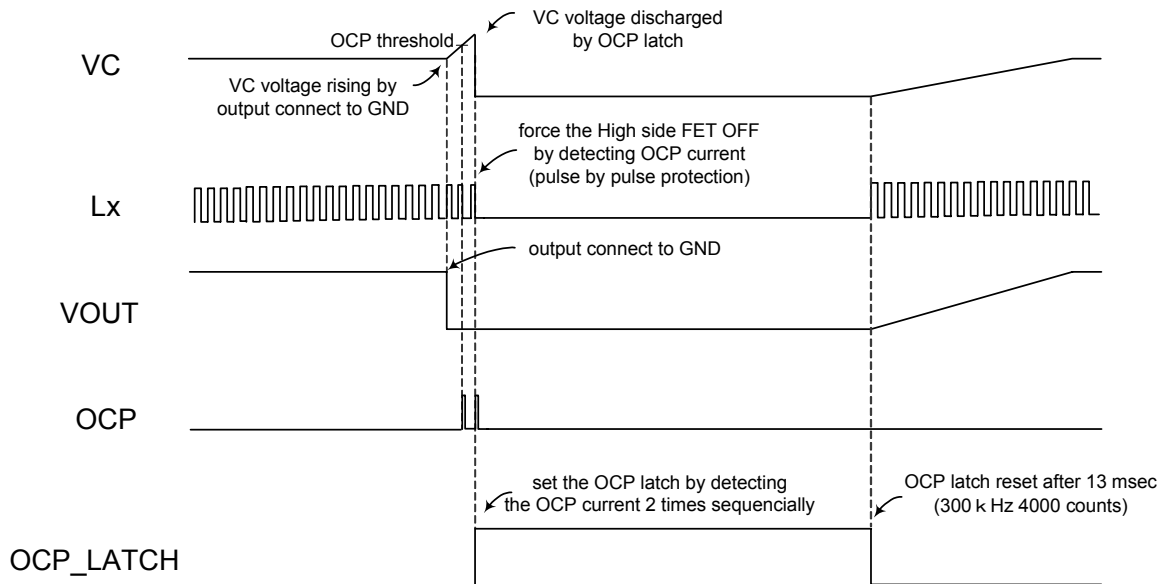 VC voltage discharged
by OCP latch
OCP threshold
VC
VC voltage rising by
output connect to GND
force the High side FET OFF
by detecting OCP current
(pulse by pulse protection)
Lx
output connect to GND
VOUT
OCP
set the OCP latch by detecting
the OCP current 2 times sequencially
OCP latch reset after 13 msec
(300 k Hz 4000 counts)
OCP_LATCH